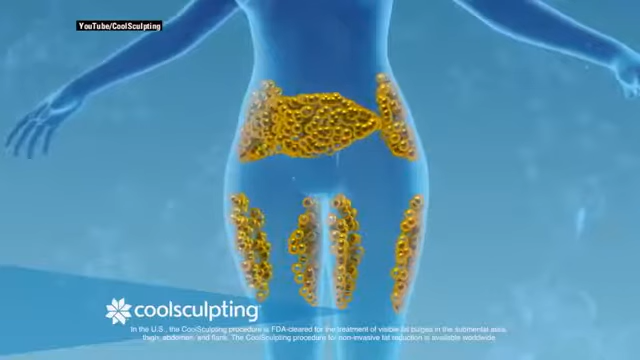 YouTube/CoolSculpting
coolsculpting
In the U.S., the CoolSculpting procedure is FDA-cleared for the treatment of visible fat bulges in the submental area,
thigh, abdomen, and flank. The CoolSculpting procedure for non-invasive fat reduction is available worldwide